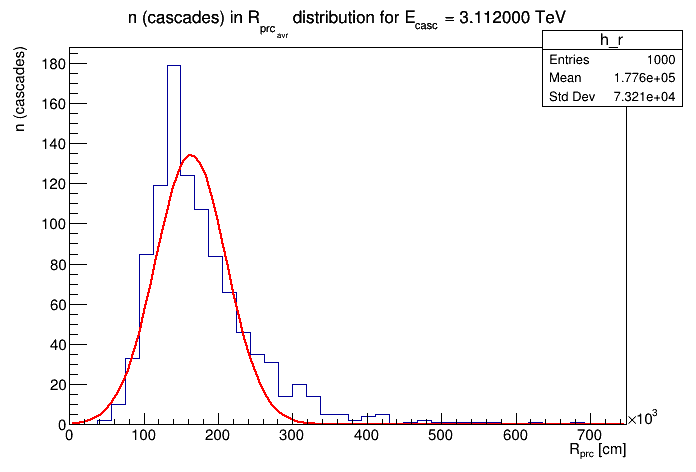 n (cascades) in R_prc_avr distribution for E_casc = 3.112000 TeV
h_r
Entries 1000
Mean 1.776e+05
Std Dev 7.321e+04
n (cascades)
180
160
140
120
100
80
60
40
20
0
0 100 200 300 400 500 600 700
×10³
R_prc [cm]